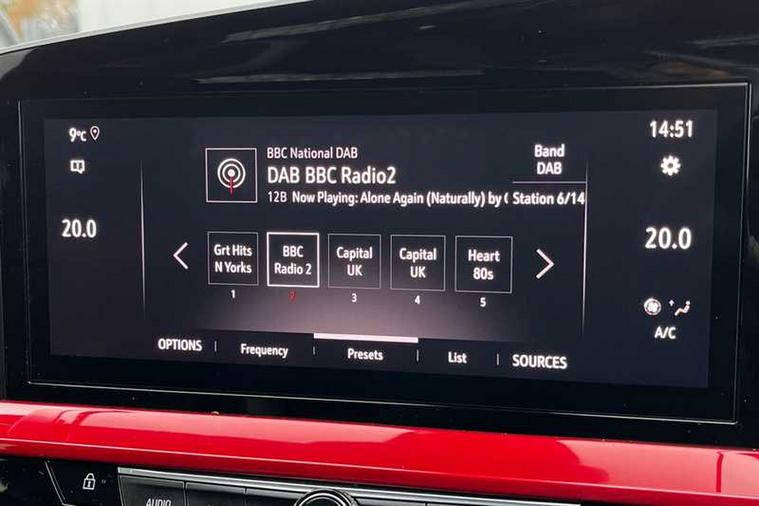 9°C
14:51
BBC National DAB
DAB BBC Radio2
12B Now Playing: Alone Again (Naturally) by
Band
DAB
Station 6/14
20.0
20.0
Grt Hits
N Yorks
1
BBC
Radio 2
2
Capital
UK
3
Capital
UK
4
Heart
80s
5
A/C
OPTIONS
Frequency
Presets
List
SOURCES
AUDIO